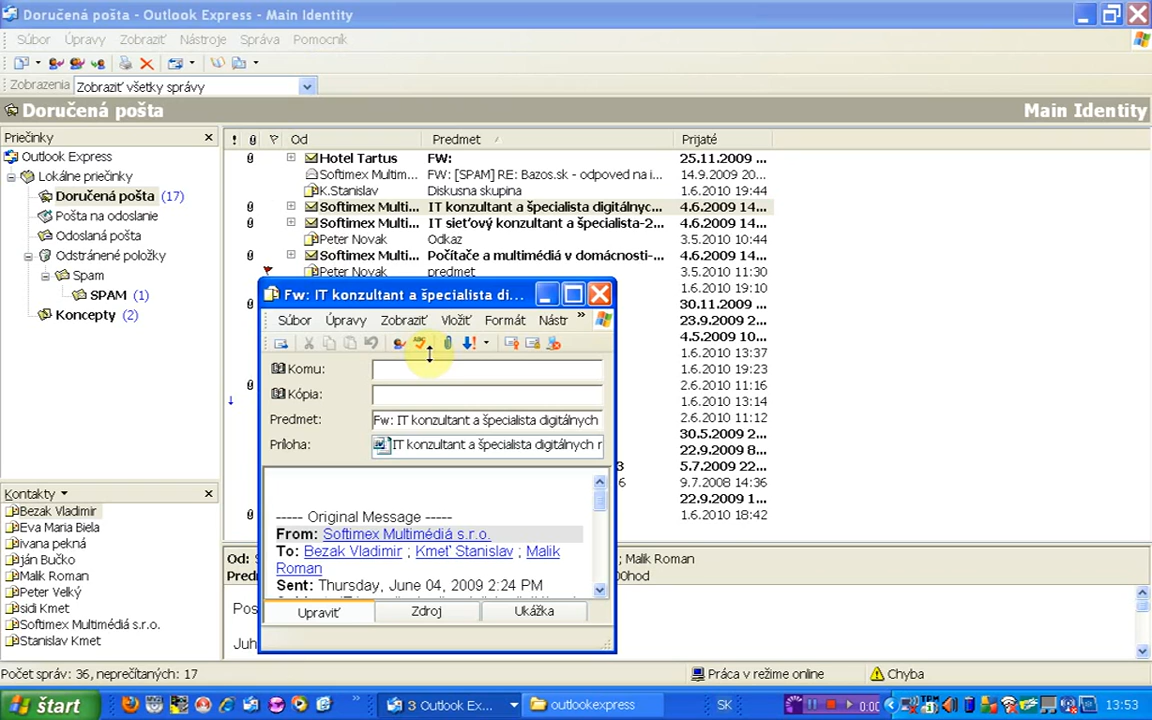 Doručená pošta - Outlook Express - Main Identity
Súbor Úpravy Zobraziť Nástroje Správa Pomocník
Zobrazenia Zobraziť všetky správy
Doručená pošta Main Identity
Priečinky
Outlook Express
Lokálne priečinky
Doručená pošta (17)
Pošta na odoslanie
Odoslaná pošta
Odstránené položky
Spam
SPAM (1)
Koncepty (2)
Kontakty
Bezak Vladimir
Eva Maria Biela
ivana pekná
ján Bučko
Malik Roman
Peter Velký
sidi Kmet
Softimex Multimédiá s.r.o.
Stanislav Kmet
! Od Predmet Prijaté
Hotel Tartus FW: 25.11.2009 ...
Softimex Multim... FW: [SPAM] RE: Bazos.sk - odpoved na i... 14.9.2009 20...
K.Stanislav Diskusna skupina 1.6.2010 19:44
Softimex Multi... IT konzultant a špecialista digitálnyc... 4.6.2009 14...
Softimex Multi... IT sieťový konzultant a špecialista-2... 4.6.2009 14...
Peter Novak Odkaz 3.5.2010 10:44
Softimex Multi... Počítače a multimédiá v domácnosti-... 4.6.2009 14...
Peter Novak predmet 3.5.2010 11:30
1.6.2010 19:10
30.11.2009 ...
23.9.2009 2...
4.5.2009 10...
1.6.2010 13:37
1.6.2010 19:23
2.6.2010 11:16
1.6.2010 13:14
2.6.2010 11:12
30.5.2009 2...
22.9.2009 8...
3 5.7.2009 22...
6 9.7.2008 14:36
22.9.2009 1...
1.6.2010 18:42
Fw: IT konzultant a špecialista di...
Súbor Úpravy Zobraziť Vložiť Formát Nástr »
Komu:
Kópia:
Predmet: Fw: IT konzultant a špecialista digitálnych
Príloha: IT konzultant a špecialista digitálnych r
----- Original Message -----
From: Softimex Multimédiá s.r.o.
To: Bezak Vladimir ; Kmeť Stanislav ; Malik
Roman
Sent: Thursday, June 04, 2009 2:24 PM
Upraviť Zdroj Ukážka
Od: ; Malik Roman
Pred 00hod
Pos
Juh
Počet správ: 36, neprečítaných: 17 Práca v režime online Chyba
štart » 3 Outlook Ex... outlookexpress SK 0:00 13:53